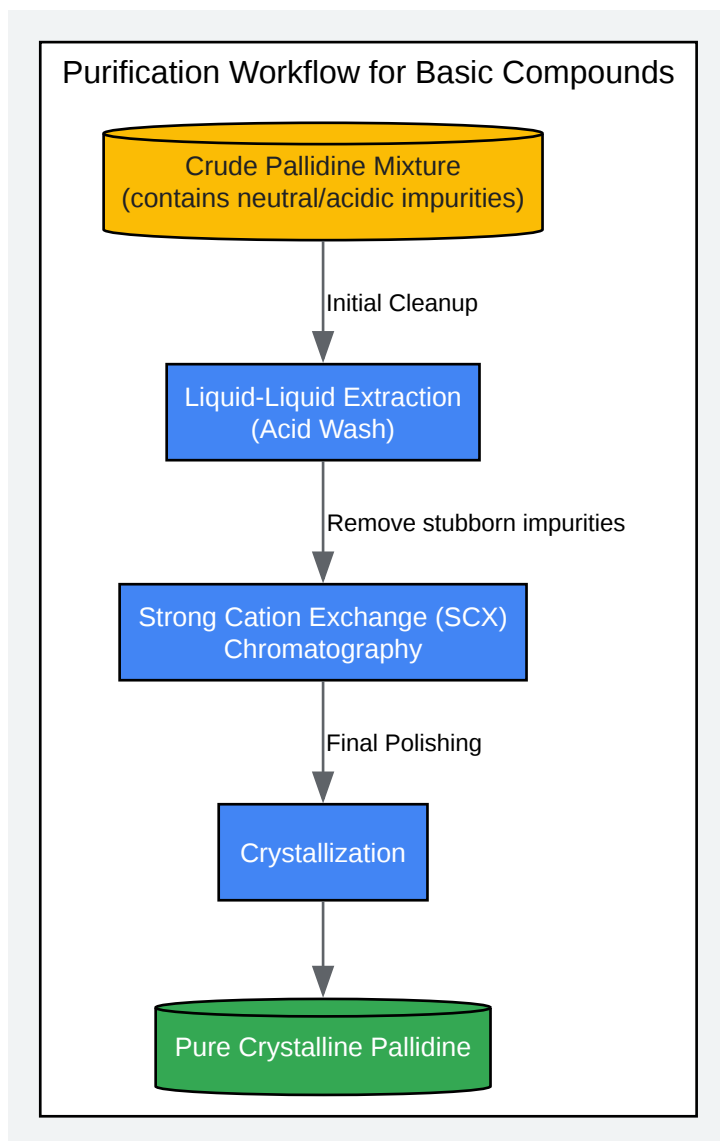 Purification Workflow for Basic Compounds
Crude Pallidine Mixture
(contains neutral/acidic impurities)
Initial Cleanup
Liquid-Liquid Extraction
(Acid Wash)
Remove stubborn impurities
Strong Cation Exchange (SCX)
Chromatography
Final Polishing
Crystallization
Pure Crystalline Pallidine